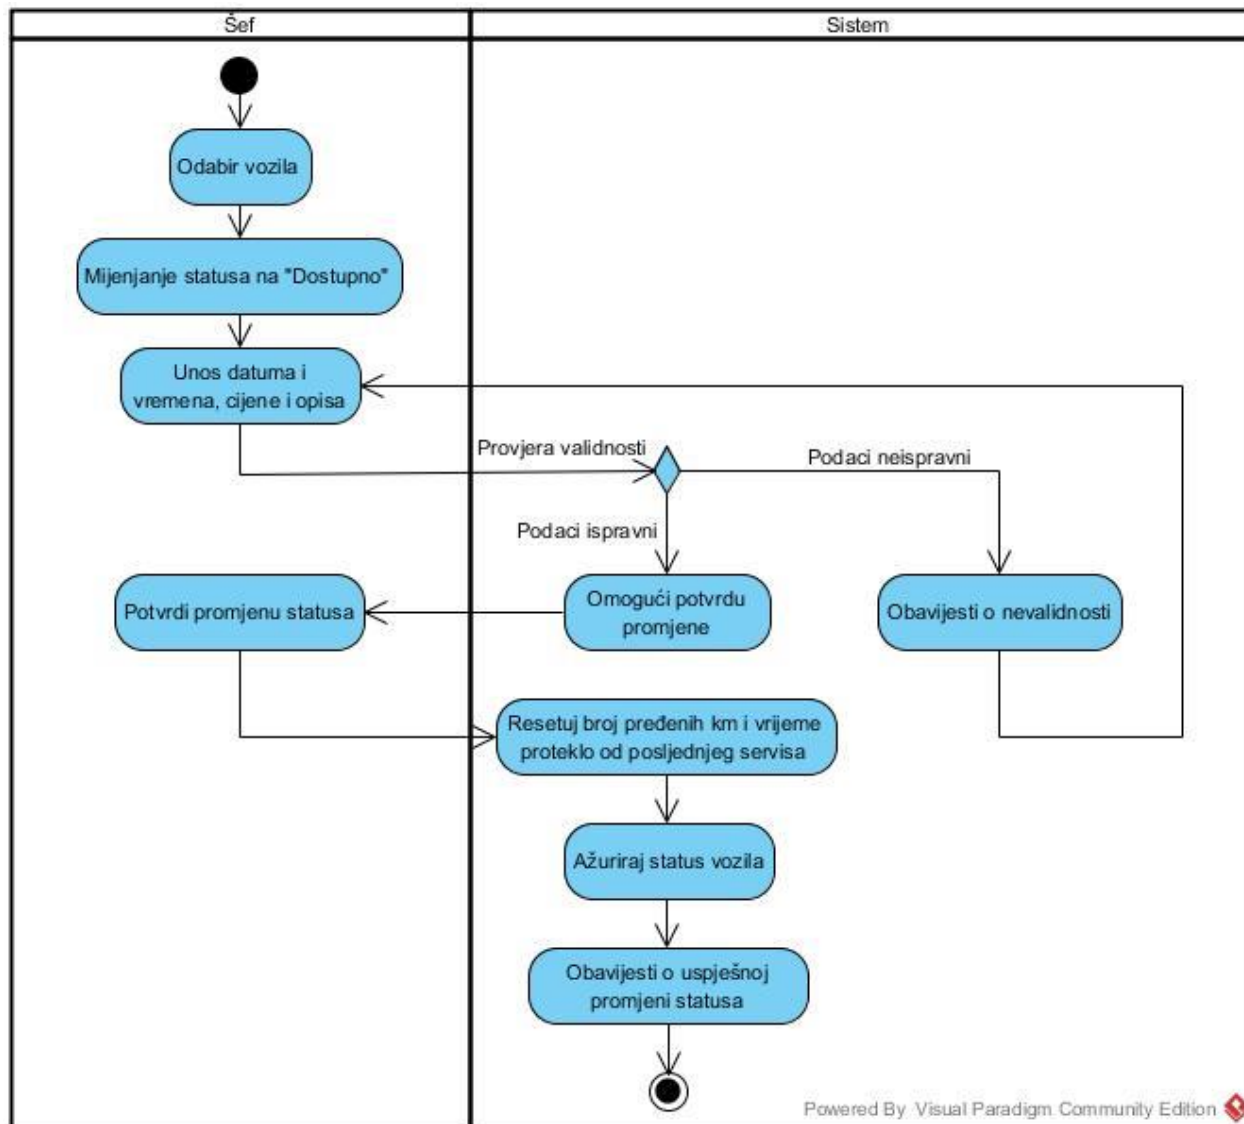 Šef
Sistem
Odabir vozila
Mijenjanje statusa na "Dostupno"
Unos datuma i
vremena, cijene i opisa
Provjera validnosti
Podaci neispravni
Podaci ispravni
Potvrdi promjenu statusa
Omogući potvrdu
promjene
Obavijesti o nevalidnosti
Resetuj broj pređenih km i vrijeme
proteklo od posljednjeg servisa
Ažuriraj status vozila
Obavijesti o uspješnoj
promjeni statusa
Powered By Visual Paradigm Community Edition